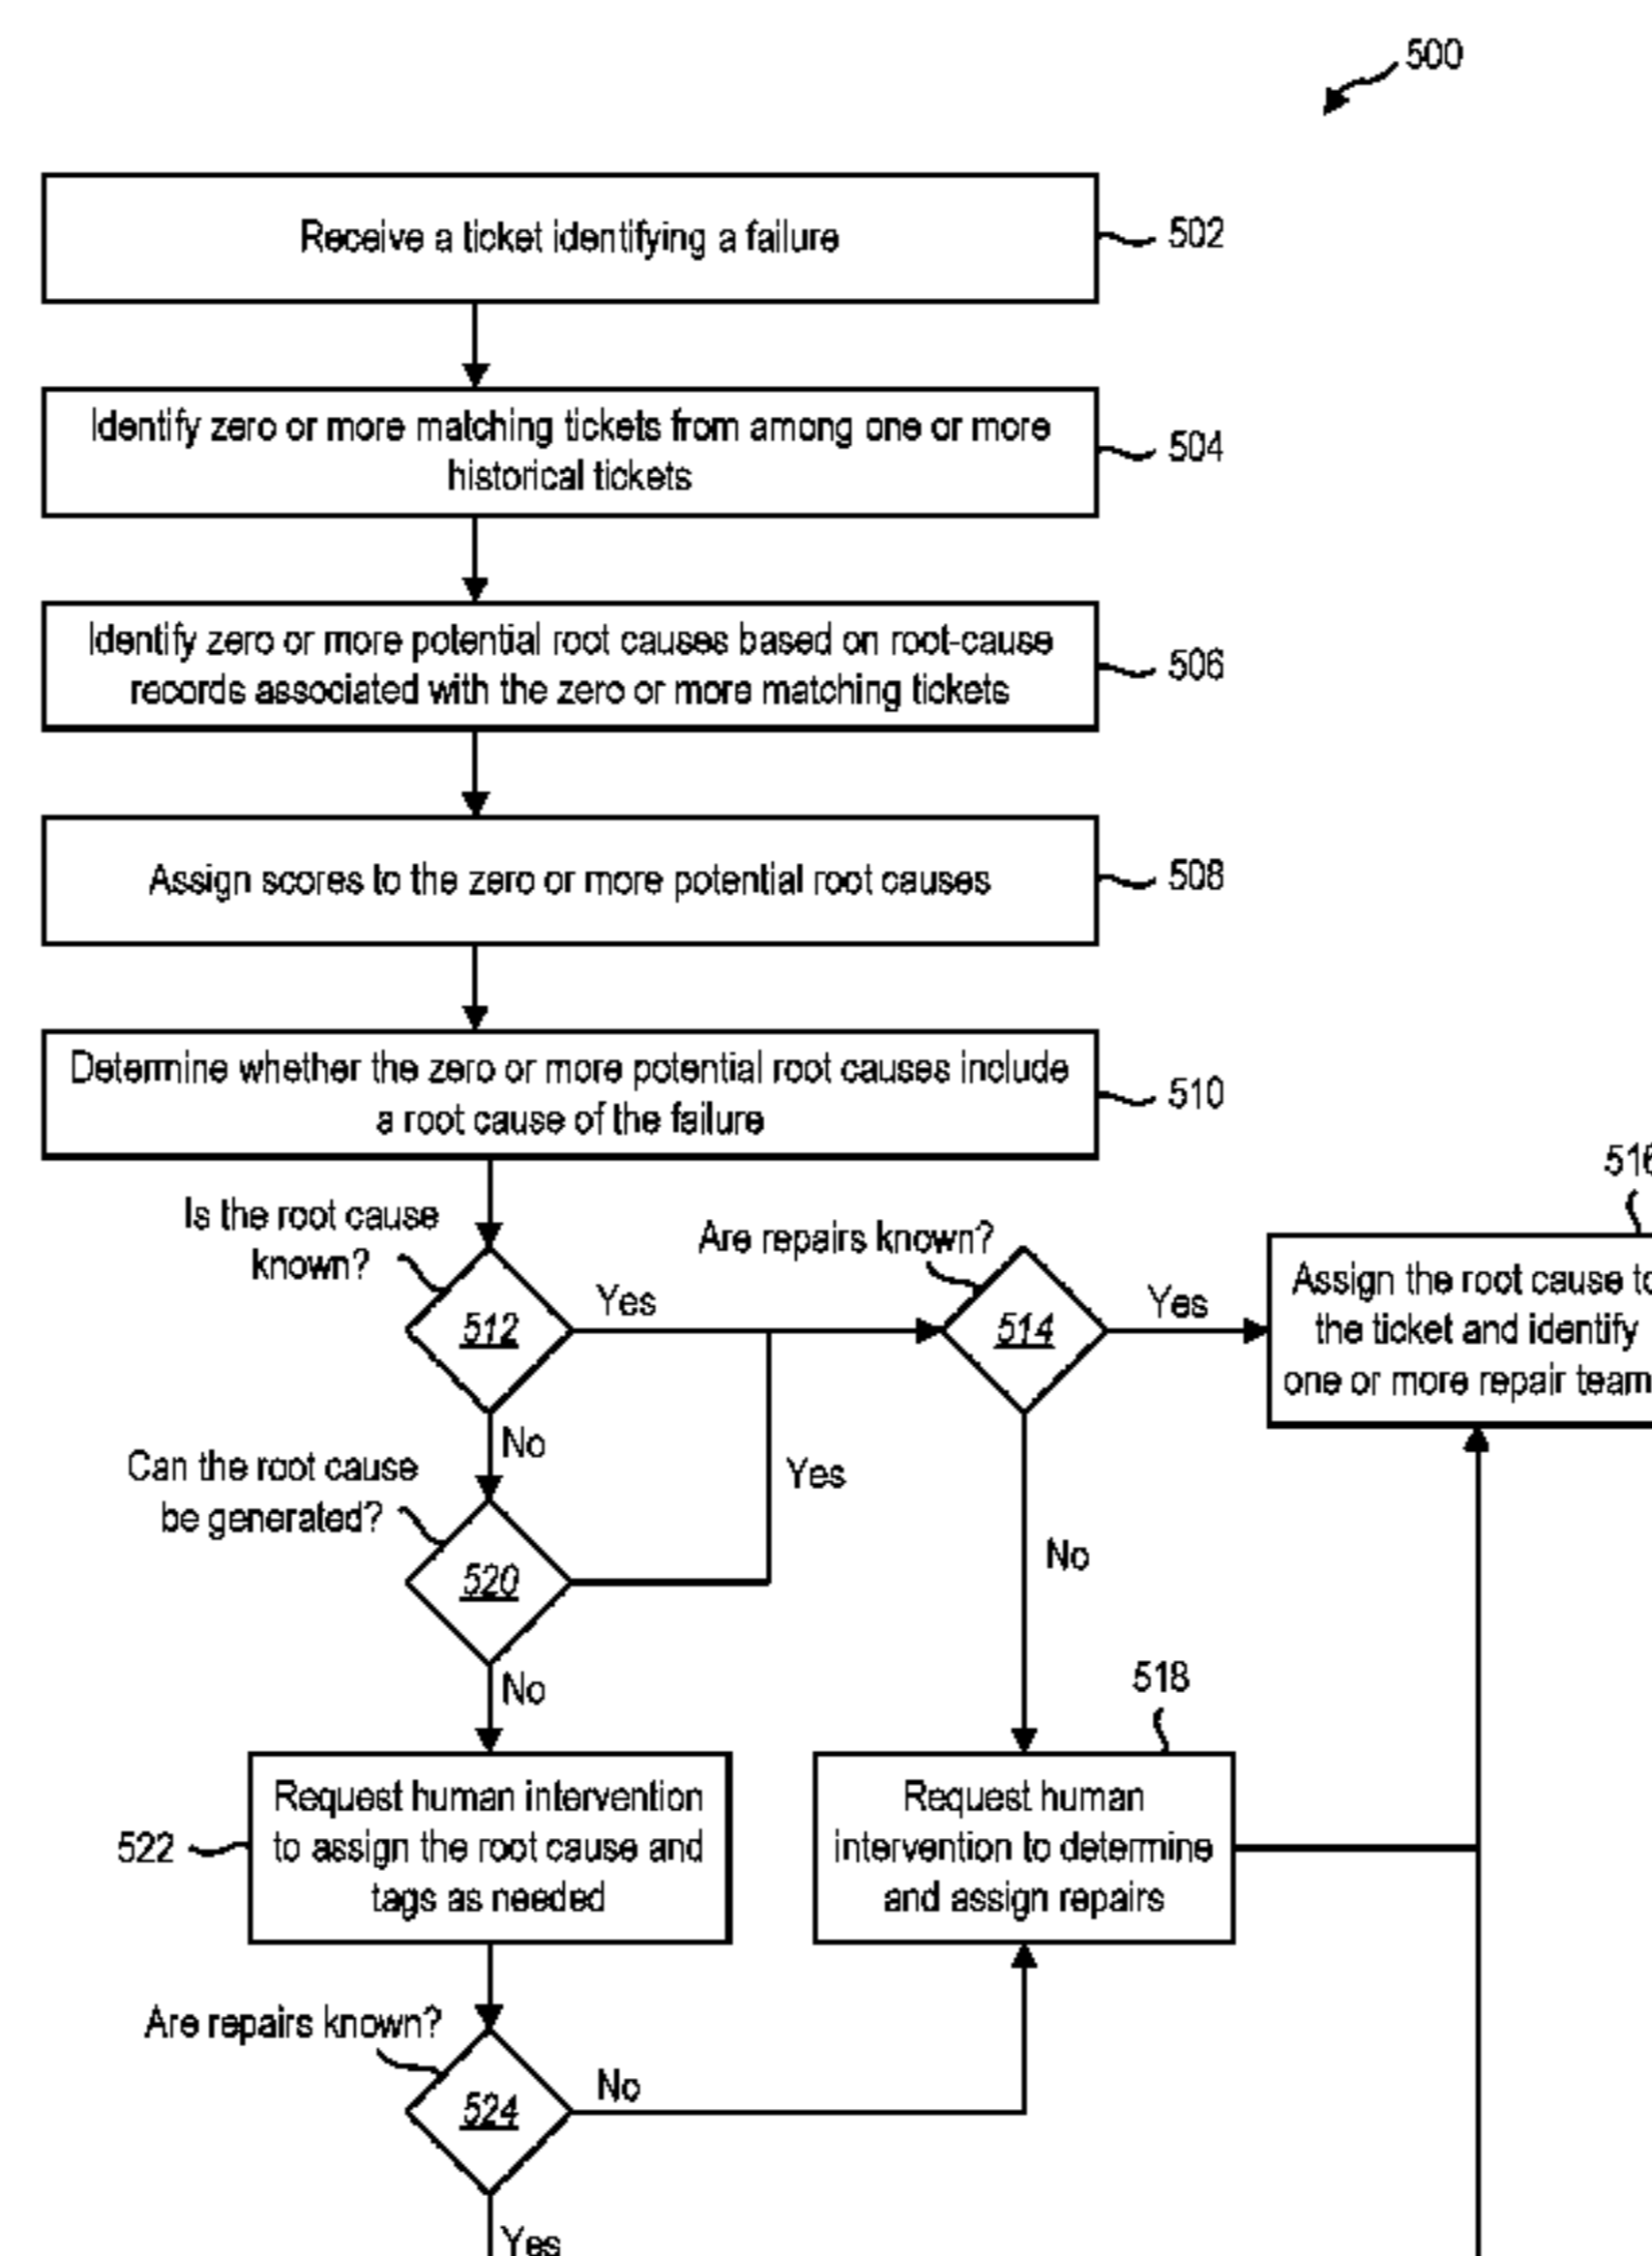 500
Receive a ticket identifying a failure
502
Identify zero or more matching tickets from among one or more
historical tickets
504
Identify zero or more potential root causes based on root-cause
records associated with the zero or more matching tickets
506
Assign scores to the zero or more potential root causes
508
Determine whether the zero or more potential root causes include
a root cause of the failure
510
Is the root cause
known?
512
Yes
No
Are repairs known?
514
Yes
No
516
Assign the root cause to
the ticket and identify
one or more repair team
Can the root cause
be generated?
520
Yes
No
522
Request human intervention
to assign the root cause and
tags as needed
518
Request human
intervention to determine
and assign repairs
Are repairs known?
524
No
Yes